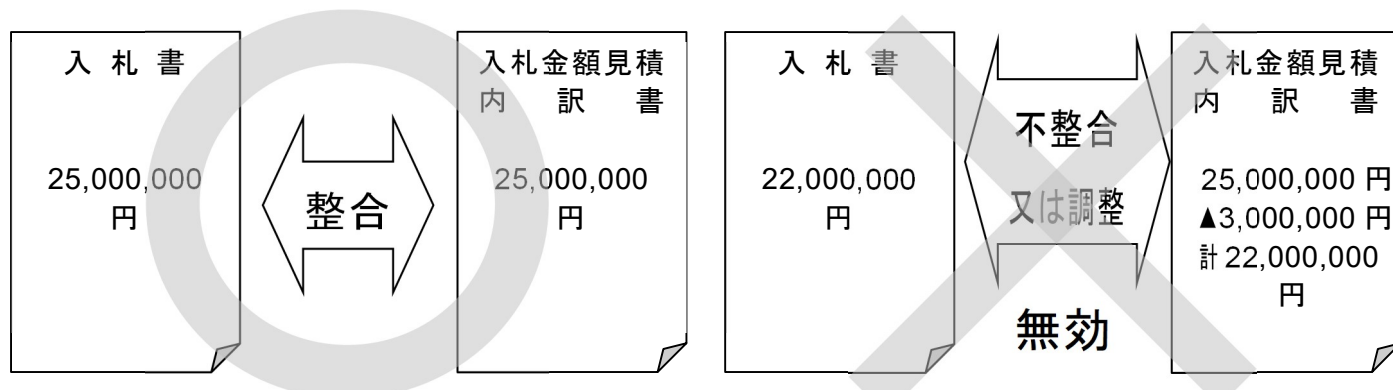 入 札 書
25,000,000
円
整合
入札金額見積
内 訳 書
25,000,000
円
入 札 書
22,000,000
円
不整合
又は調整
無効
入札金額見積
内 訳 書
25,000,000 円
▲3,000,000 円
計 22,000,000
円